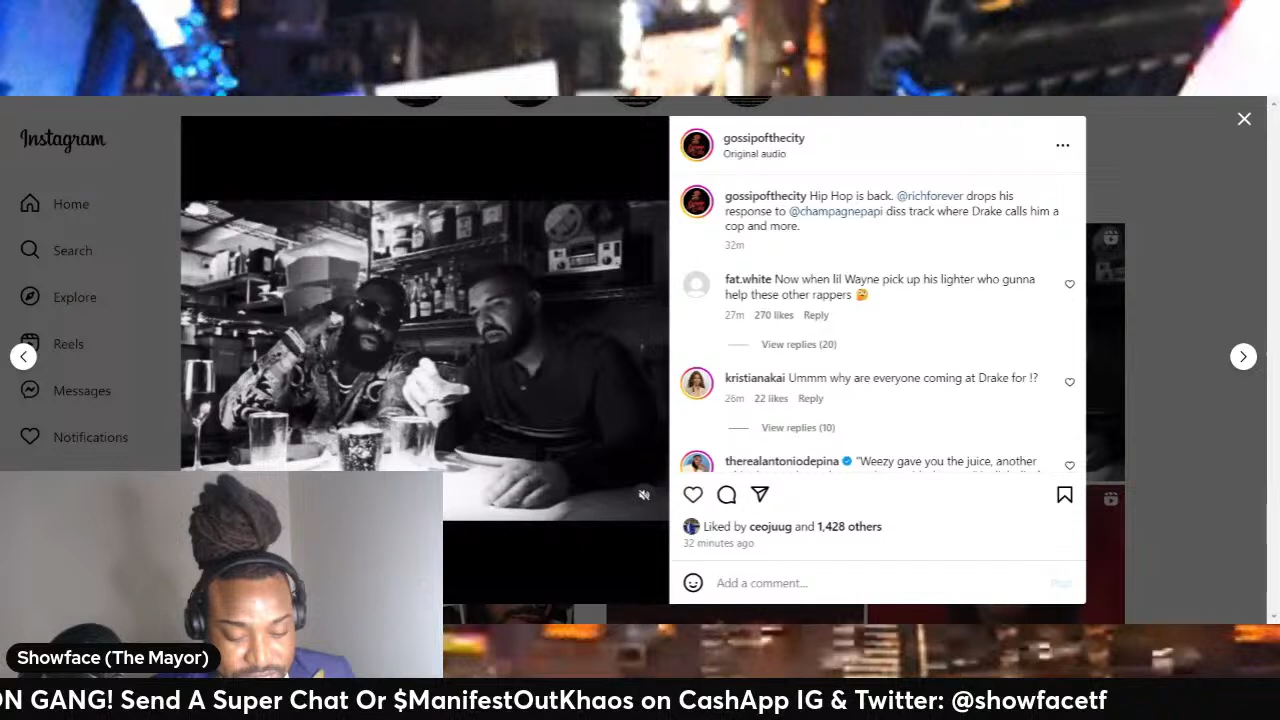 Instagram
Home
Search
Explore
Reels
Messages
Notifications
gossipofthecity
Original audio
gossipofthecity Hip Hop is back. @richforever drops his
response to @champagnepapi diss track where Drake calls him a
cop and more.
32m
fat.white Now when lil Wayne pick up his lighter who gunna
help these other rappers 🤔
27m 270 likes Reply
View replies (20)
kristianakai Ummm why are everyone coming at Drake for !?
26m 22 likes Reply
View replies (10)
therealantoniodepina "Weezy gave you the juice, another
Liked by ceojuug and 1,428 others
32 minutes ago
Add a comment...
Post
Showface (The Mayor)
ON GANG! Send A Super Chat Or $ManifestOutKhaos on CashApp IG & Twitter: @showfacetf